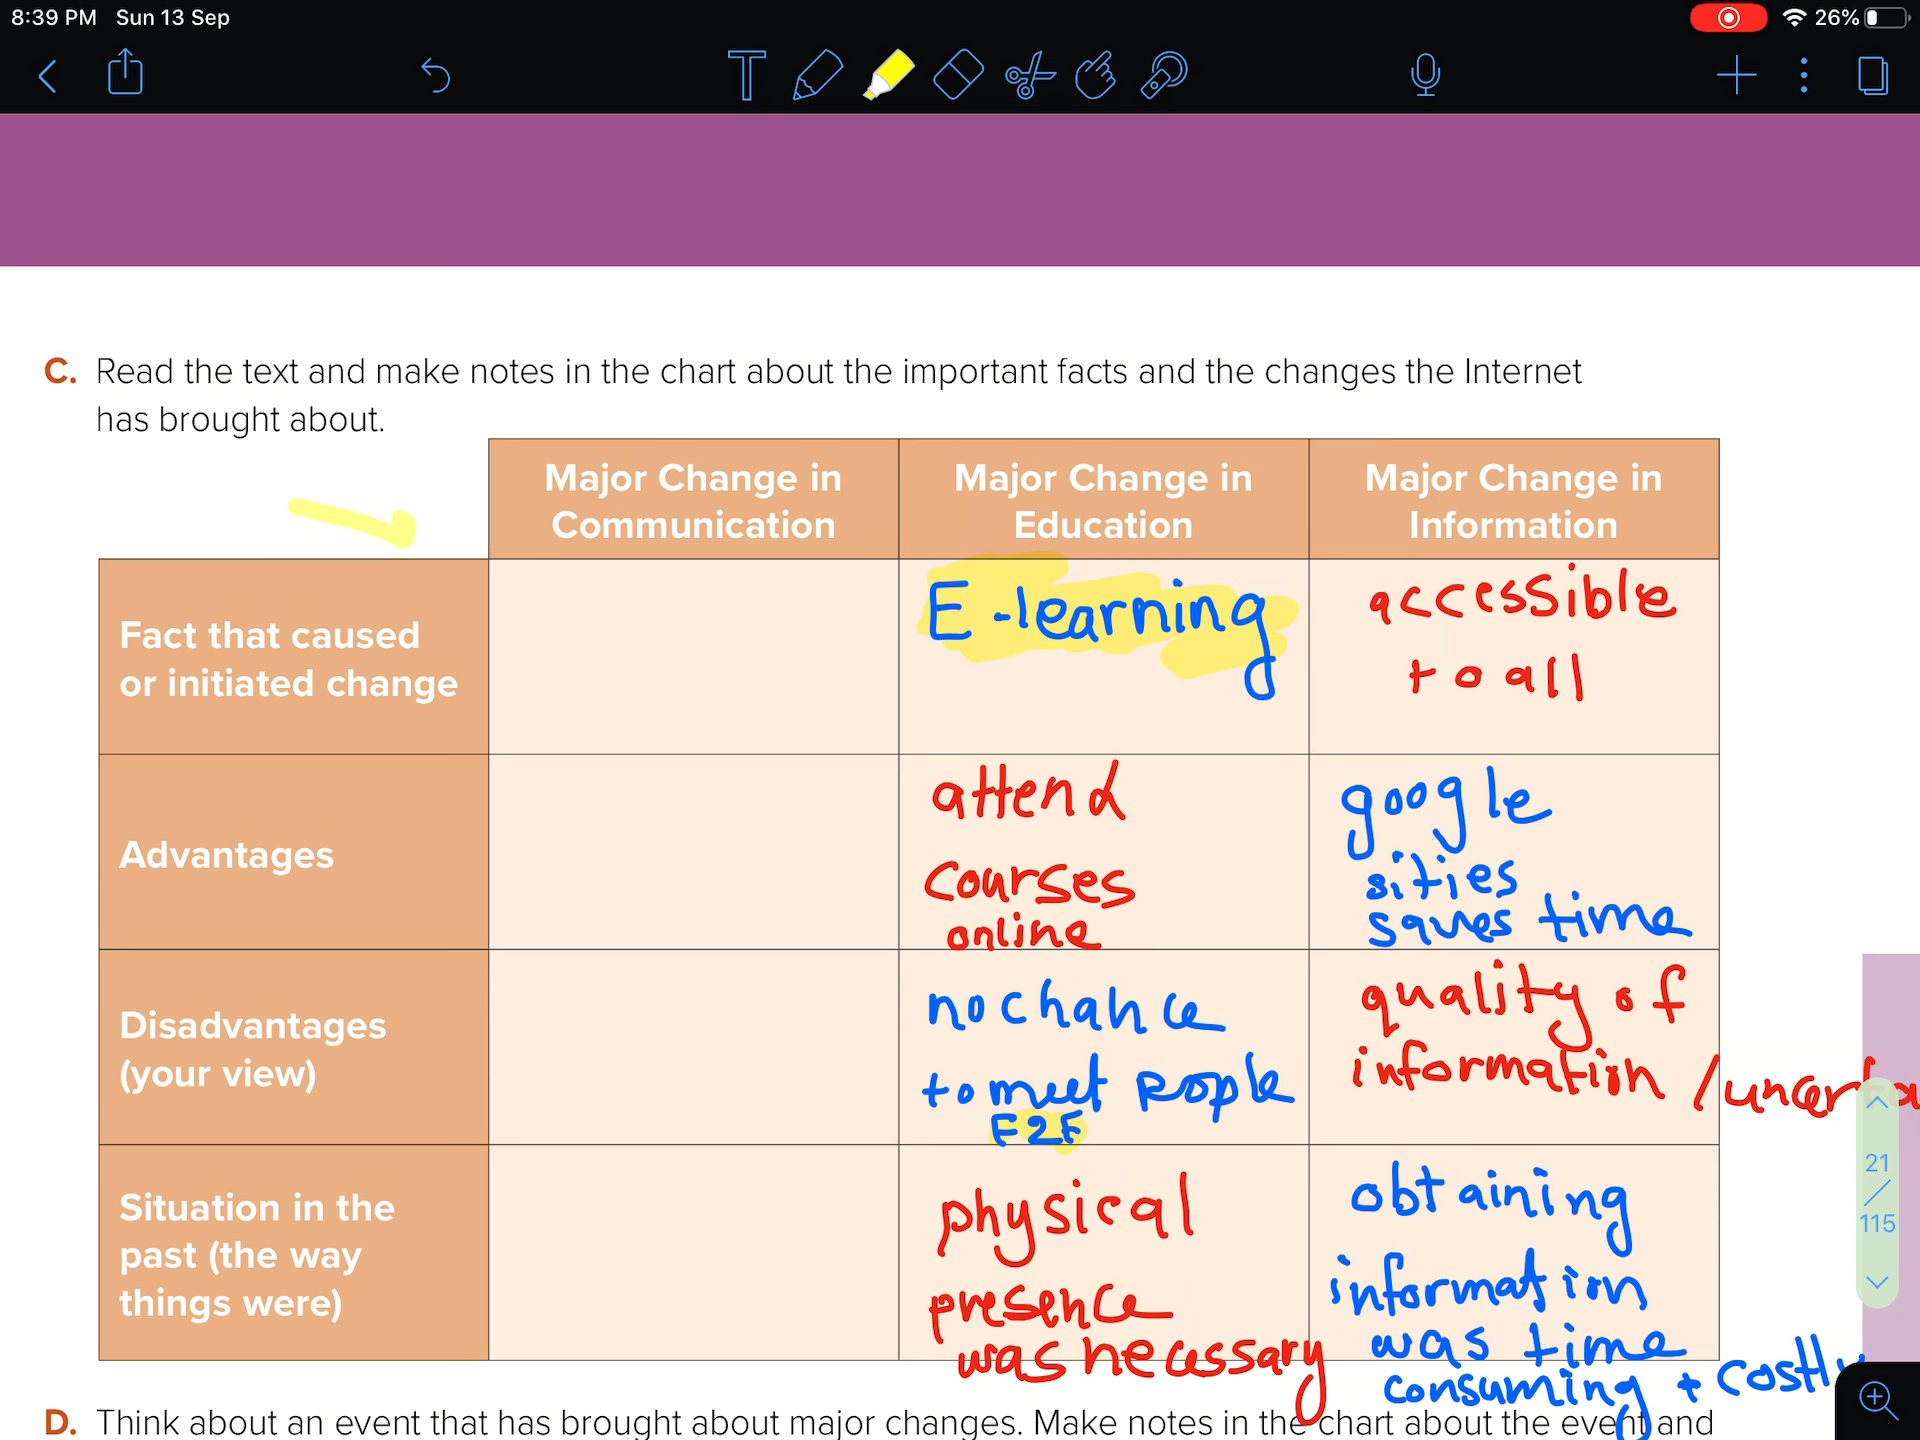 8:39 PM Sun 13 Sep
26%
C. Read the text and make notes in the chart about the important facts and the changes the Internet
has brought about.
Major Change in
Communication
Major Change in
Education
Major Change in
Information
Fact that caused
or initiated change
E-learning
accessible
to all
Advantages
attend
courses
online
google
sities
saves time
Disadvantages
(your view)
no chance
to meet people
F2F
quality of
information /
21
/
115
Situation in the
past (the way
things were)
physical
presence
was necessary
obtaining
information
was time
consuming + costly
D. Think about an event that has brought about major changes. Make notes in the chart about the event and